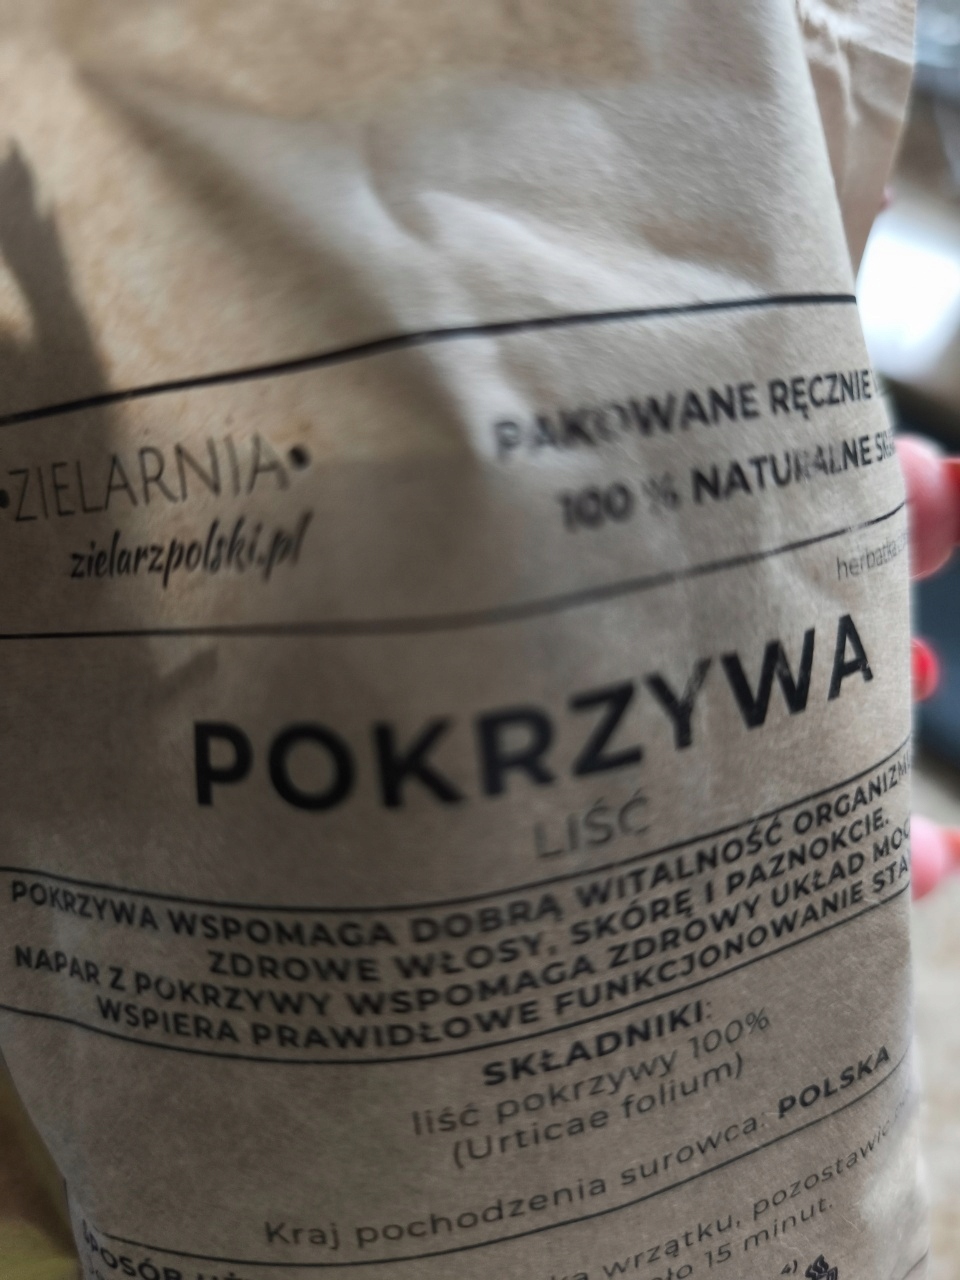 •ZIELARNIA•
zielarzpolski.pl
PAKOWANE RĘCZNIE
100 % NATURALNE
POKRZYWA
LIŚĆ
POKRZYWA WSPOMAGA DOBRĄ WITALNOŚĆ
ZDROWE WŁOSY, SKÓRĘ I PAZNOKCIE.
NAPAR Z POKRZYWY WSPOMAGA ZDROWY UKŁAD
WSPIERA PRAWIDŁOWE FUNKCJONOWANIE
SKŁADNIKI:
liść pokrzywy 100%
(Urticae folium)
Kraj pochodzenia surowca: POLSKA
wrzątku,
15 minut.
4)